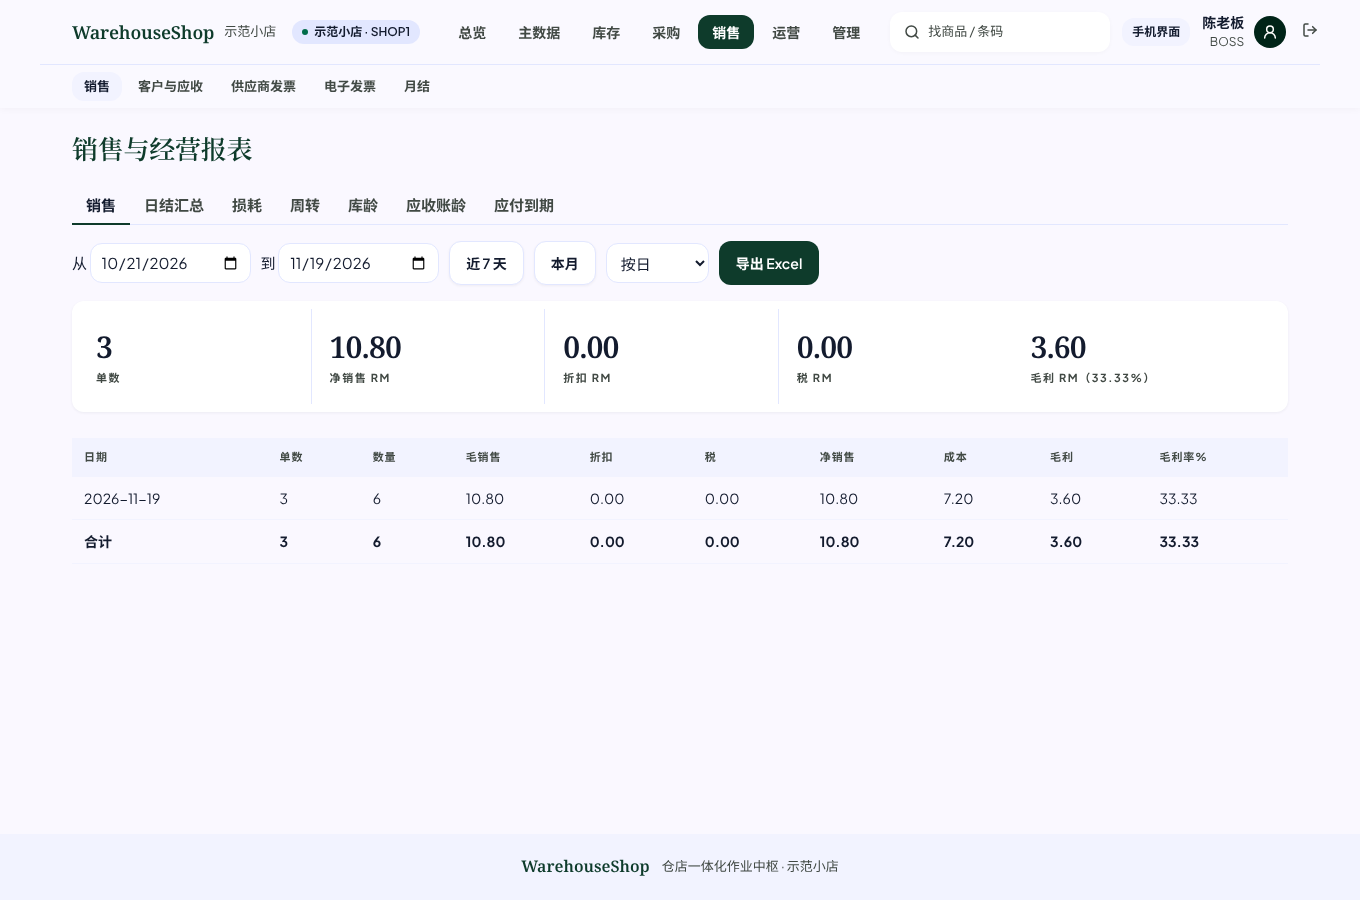 WarehouseShop 示范小店 示范小店 · SHOP1 总览 主数据 库存 采购 销售 运营 管理 找商品 / 条码 手机界面 陈老板
BOSS
销售 客户与应收 供应商发票 电子发票 月结
销售与经营报表
销售 日结汇总 损耗 周转 库龄 应收账龄 应付到期
从 10/21/2026 到 11/19/2026 近 7 天 本月 按日 导出 Excel
3 10.80 0.00 0.00 3.60
单数 净销售 RM 折扣 RM 税 RM 毛利 RM（33.33%）
日期 单数 数量 毛销售 折扣 税 净销售 成本 毛利 毛利率%
2026-11-19 3 6 10.80 0.00 0.00 10.80 7.20 3.60 33.33
合计 3 6 10.80 0.00 0.00 10.80 7.20 3.60 33.33
WarehouseShop 仓店一体化作业中枢 · 示范小店